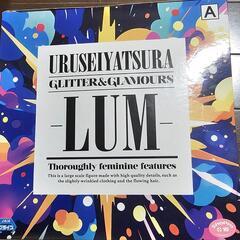 A
URUSEIYATSURA
GLITTER&GLAMOURS
-LUM-
Thoroughly feminine features
This is a large scale figure made with high quality details, such as
the slightly wrinkled clothing and the flowing hair.